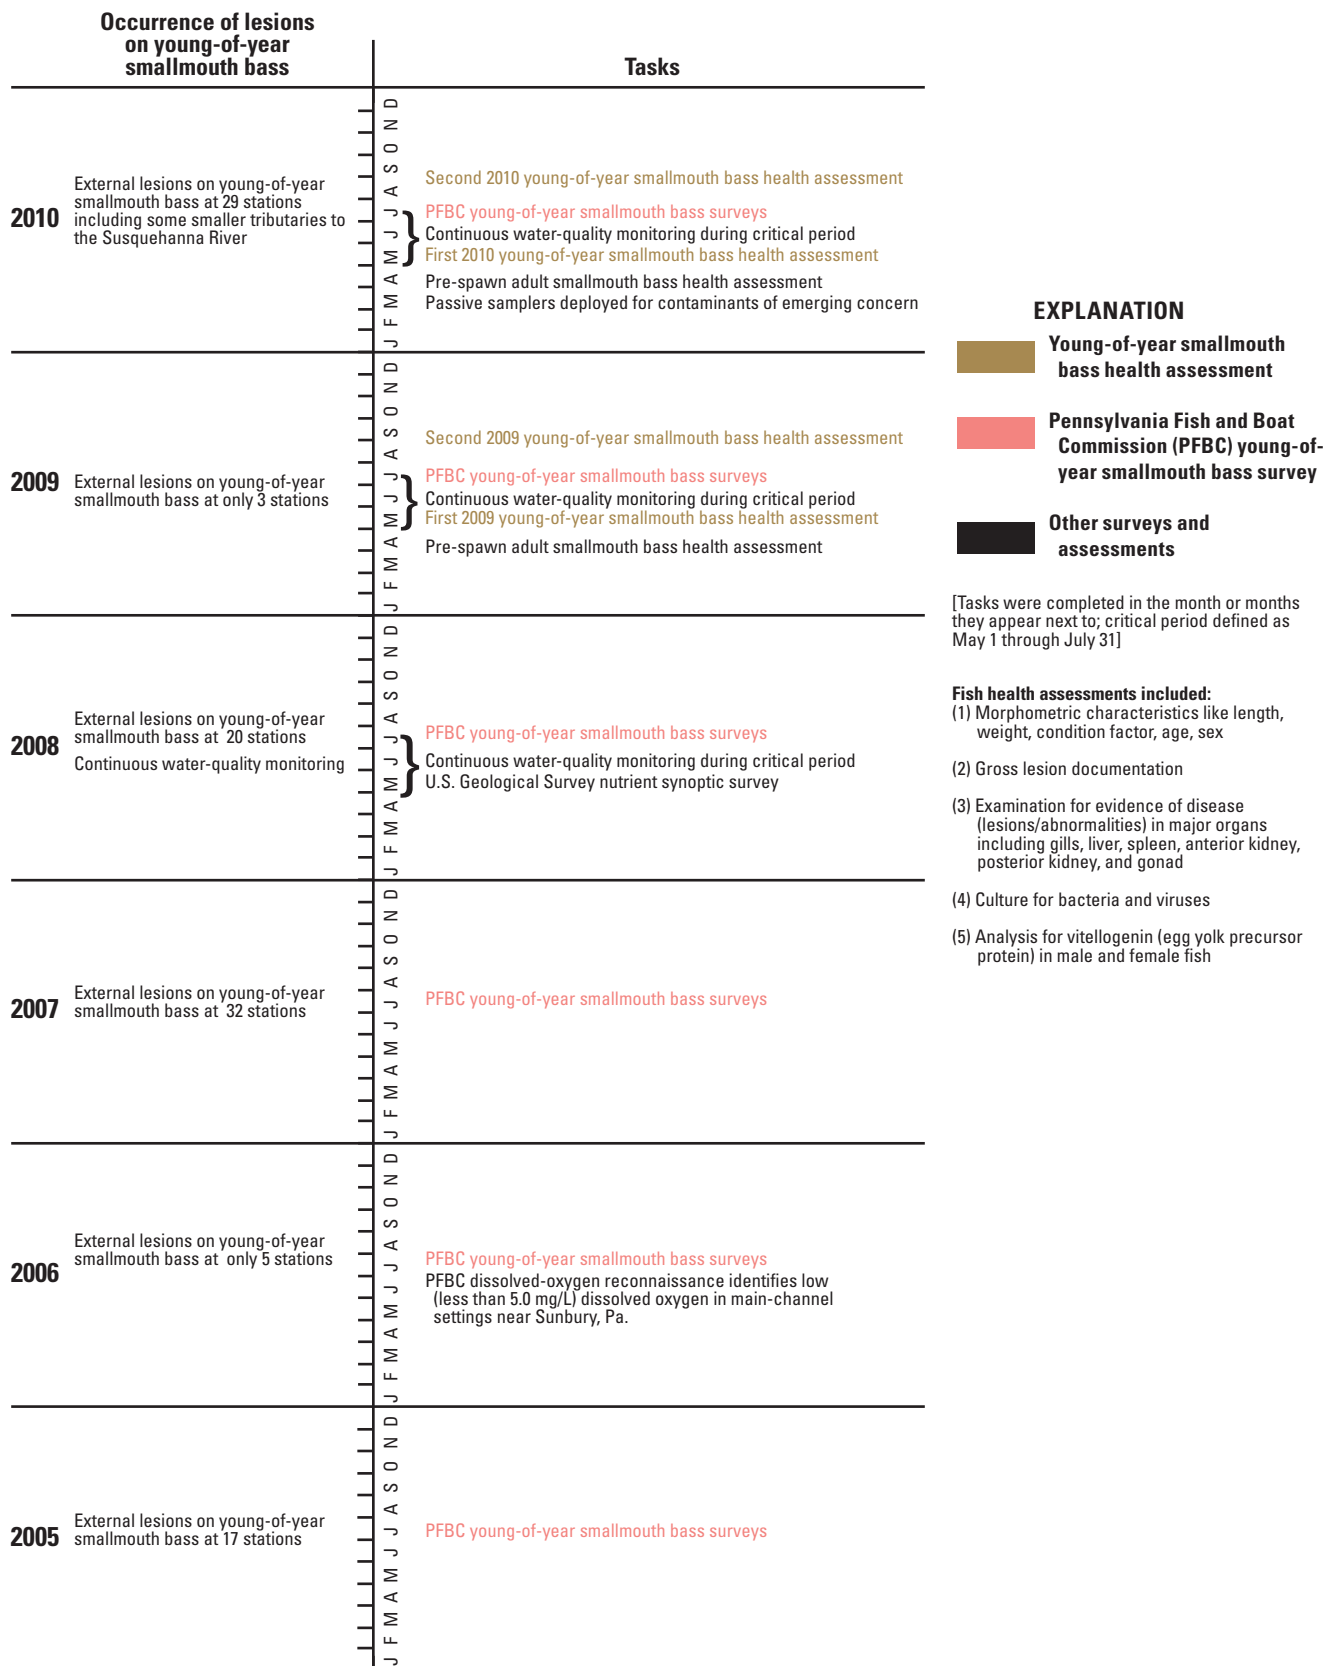 Occurrence of lesions
on young-of-year
smallmouth bass
Tasks
2010
External lesions on young-of-year
smallmouth bass at 29 stations
including some smaller tributaries to
the Susquehanna River
J F M A M J J A S O N D
Second 2010 young-of-year smallmouth bass health assessment
PFBC young-of-year smallmouth bass surveys
Continuous water-quality monitoring during critical period
First 2010 young-of-year smallmouth bass health assessment
Pre-spawn adult smallmouth bass health assessment
Passive samplers deployed for contaminants of emerging concern
2009
External lesions on young-of-year
smallmouth bass at only 3 stations
J F M A M J J A S O N D
Second 2009 young-of-year smallmouth bass health assessment
PFBC young-of-year smallmouth bass surveys
Continuous water-quality monitoring during critical period
First 2009 young-of-year smallmouth bass health assessment
Pre-spawn adult smallmouth bass health assessment
2008
External lesions on young-of-year
smallmouth bass at 20 stations
Continuous water-quality monitoring
J F M A M J J A S O N D
PFBC young-of-year smallmouth bass surveys
Continuous water-quality monitoring during critical period
U.S. Geological Survey nutrient synoptic survey
2007
External lesions on young-of-year
smallmouth bass at 32 stations
J F M A M J J A S O N D
PFBC young-of-year smallmouth bass surveys
2006
External lesions on young-of-year
smallmouth bass at only 5 stations
J F M A M J J A S O N D
PFBC young-of-year smallmouth bass surveys
PFBC dissolved-oxygen reconnaissance identifies low
(less than 5.0 mg/L) dissolved oxygen in main-channel
settings near Sunbury, Pa.
2005
External lesions on young-of-year
smallmouth bass at 17 stations
J F M A M J J A S O N D
PFBC young-of-year smallmouth bass surveys
EXPLANATION
Young-of-year smallmouth
bass health assessment
Pennsylvania Fish and Boat
Commission (PFBC) young-of-
year smallmouth bass survey
Other surveys and
assessments
[Tasks were completed in the month or months
they appear next to; critical period defined as
May 1 through July 31]
Fish health assessments included:
(1) Morphometric characteristics like length,
weight, condition factor, age, sex
(2) Gross lesion documentation
(3) Examination for evidence of disease
(lesions/abnormalities) in major organs
including gills, liver, spleen, anterior kidney,
posterior kidney, and gonad
(4) Culture for bacteria and viruses
(5) Analysis for vitellogenin (egg yolk precursor
protein) in male and female fish